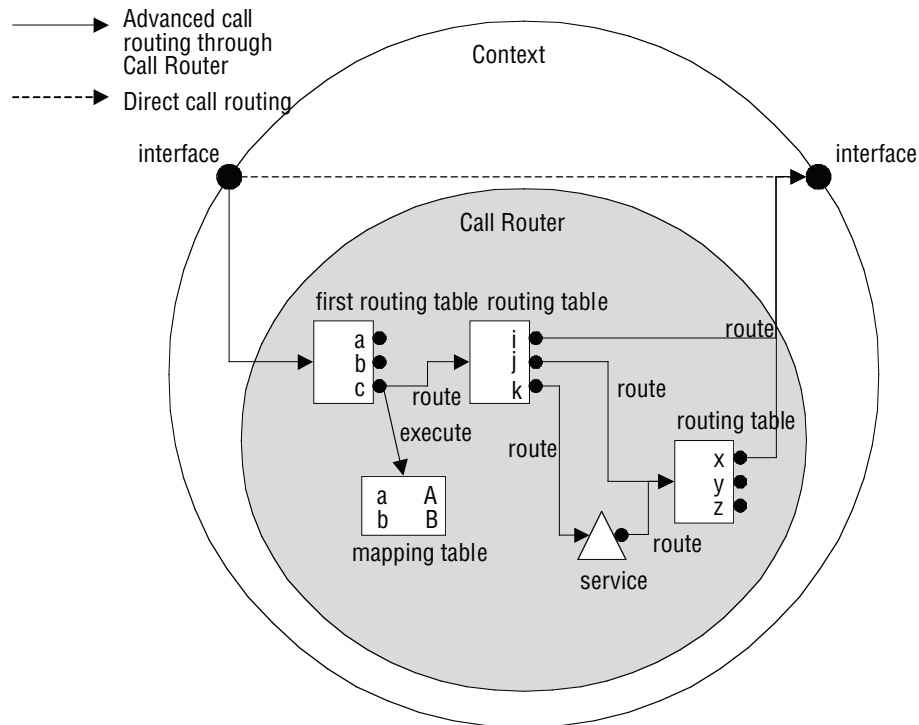 Advanced call
routing through
Call Router
Direct call routing
Context
interface
interface
Call Router
first routing table
routing table
a
b
c
i
j
k
route
route
route
execute
route
routing table
x
y
z
a A
b B
mapping table
route
service